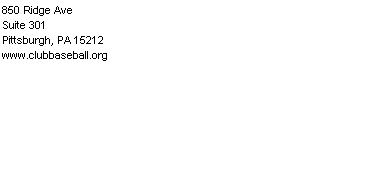 850 Ridge Ave
Suite 301
Pittsburgh, PA 15212
www.clubbaseball.org